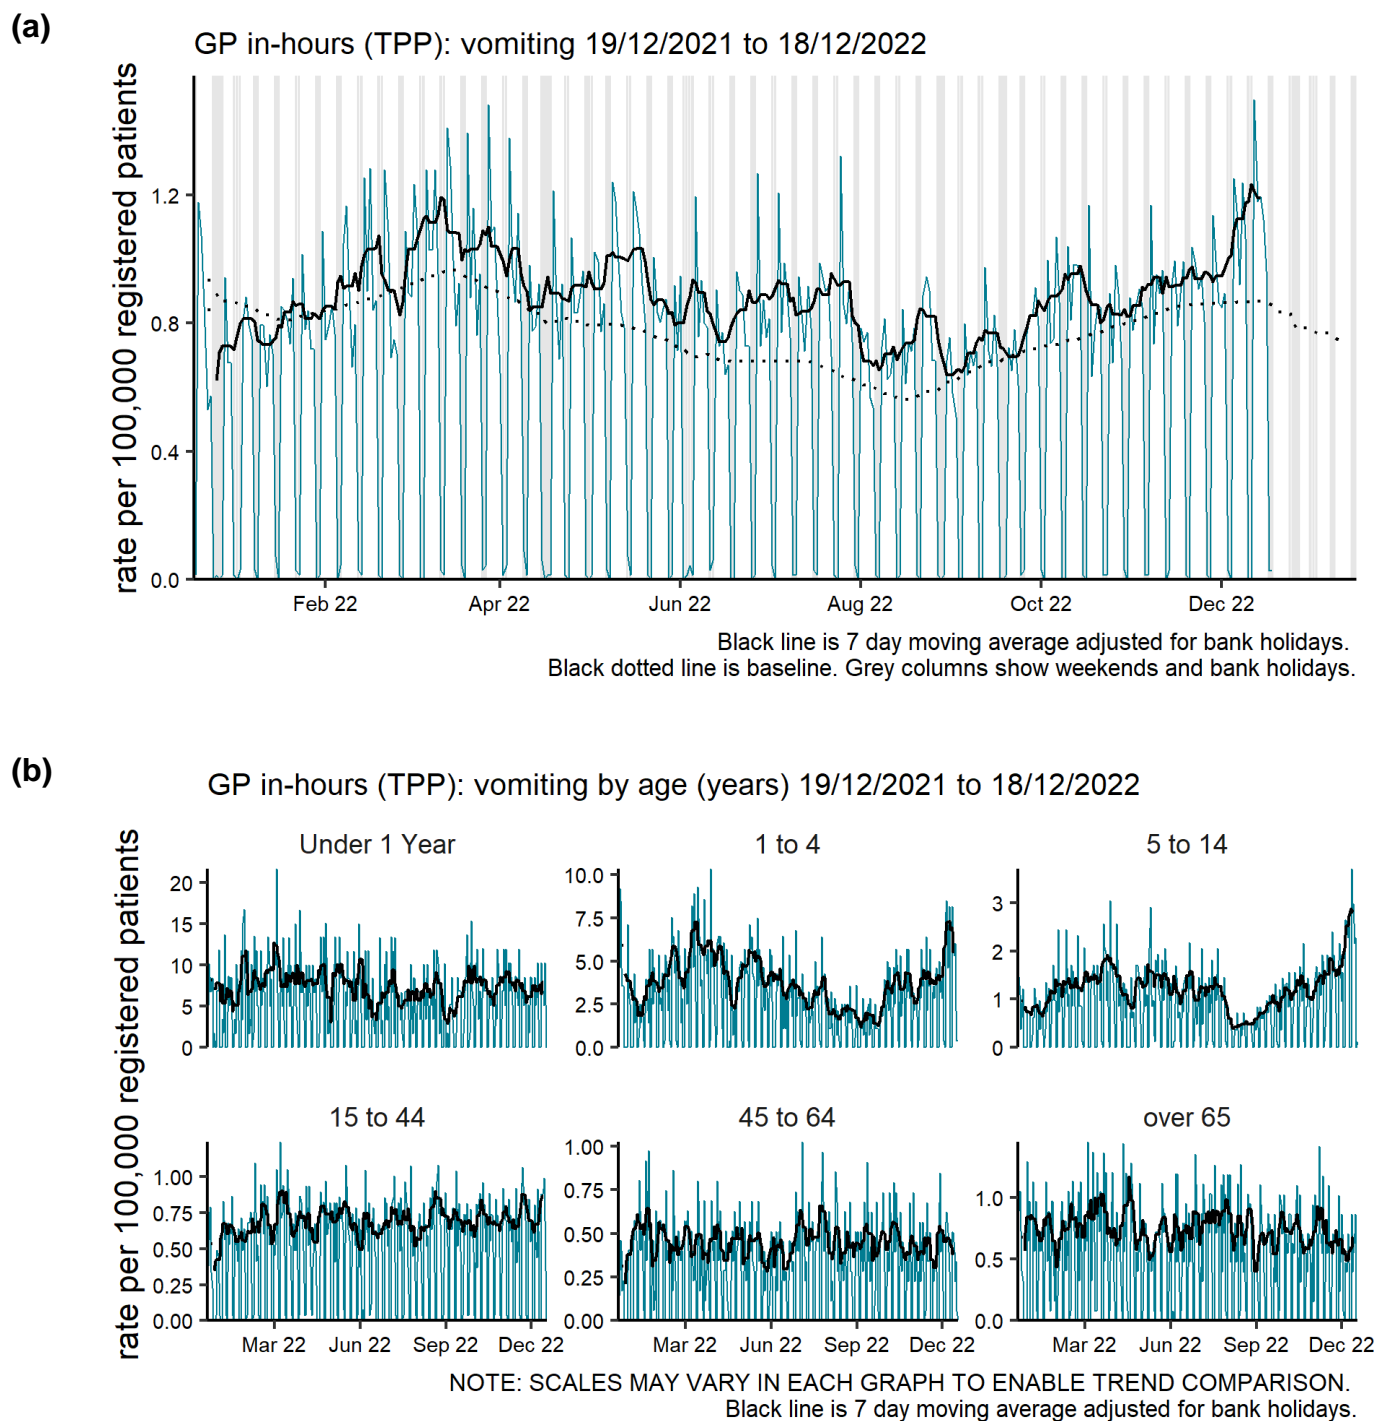 (a)
GP in-hours (TPP): vomiting 19/12/2021 to 18/12/2022
rate per 100,000 registered patients
1.2
0.8
0.4
0.0
Feb 22 Apr 22 Jun 22 Aug 22 Oct 22 Dec 22
Black line is 7 day moving average adjusted for bank holidays.
Black dotted line is baseline. Grey columns show weekends and bank holidays.
(b)
GP in-hours (TPP): vomiting by age (years) 19/12/2021 to 18/12/2022
rate per 100,000 registered patients
Under 1 Year
20
15
10
5
0
1 to 4
10.0
7.5
5.0
2.5
0.0
5 to 14
3
2
1
0
15 to 44
1.00
0.75
0.50
0.25
0.00
Mar 22 Jun 22 Sep 22 Dec 22
45 to 64
1.00
0.75
0.50
0.25
0.00
Mar 22 Jun 22 Sep 22 Dec 22
over 65
1.0
0.5
0.0
Mar 22 Jun 22 Sep 22 Dec 22
NOTE: SCALES MAY VARY IN EACH GRAPH TO ENABLE TREND COMPARISON.
Black line is 7 day moving average adjusted for bank holidays.